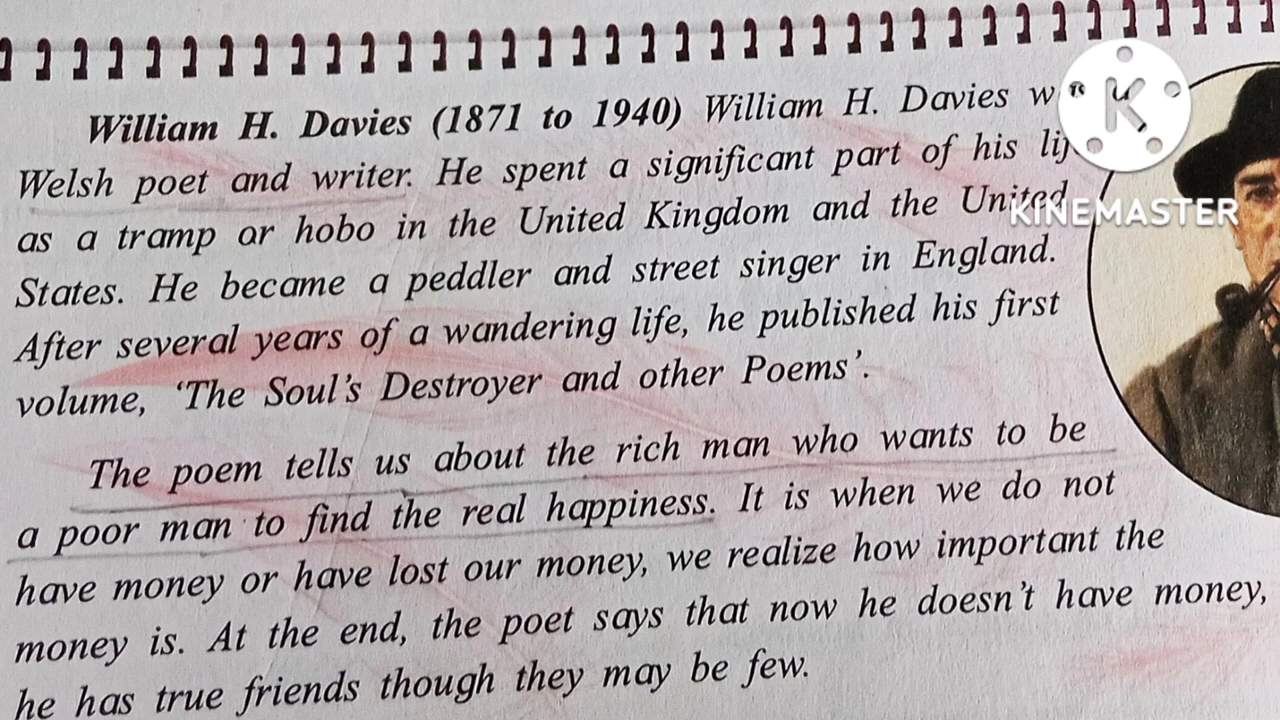 William H. Davies (1871 to 1940) William H. Davies
Welsh poet and writer. He spent a significant part of his
as a tramp or hobo in the United Kingdom and the United
States. He became a peddler and street singer in England.
After several years of a wandering life, he published his first
volume, ‘The Soul’s Destroyer and other Poems’.
The poem tells us about the rich man who wants to be
a poor man to find the real happiness. It is when we do not
have money or have lost our money, we realize how important the
money is. At the end, the poet says that now he doesn’t have money,
he has true friends though they may be few.
K
KINEMASTER